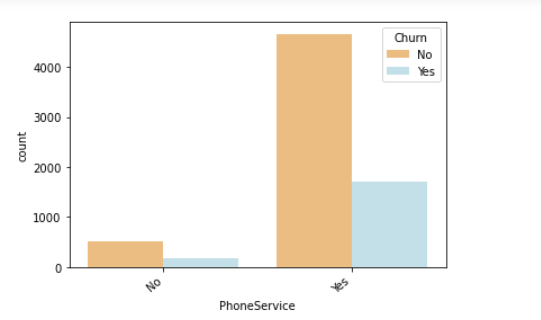 Churn
No
Yes
4000
3000
2000
1000
0
count
No
Yes
PhoneService